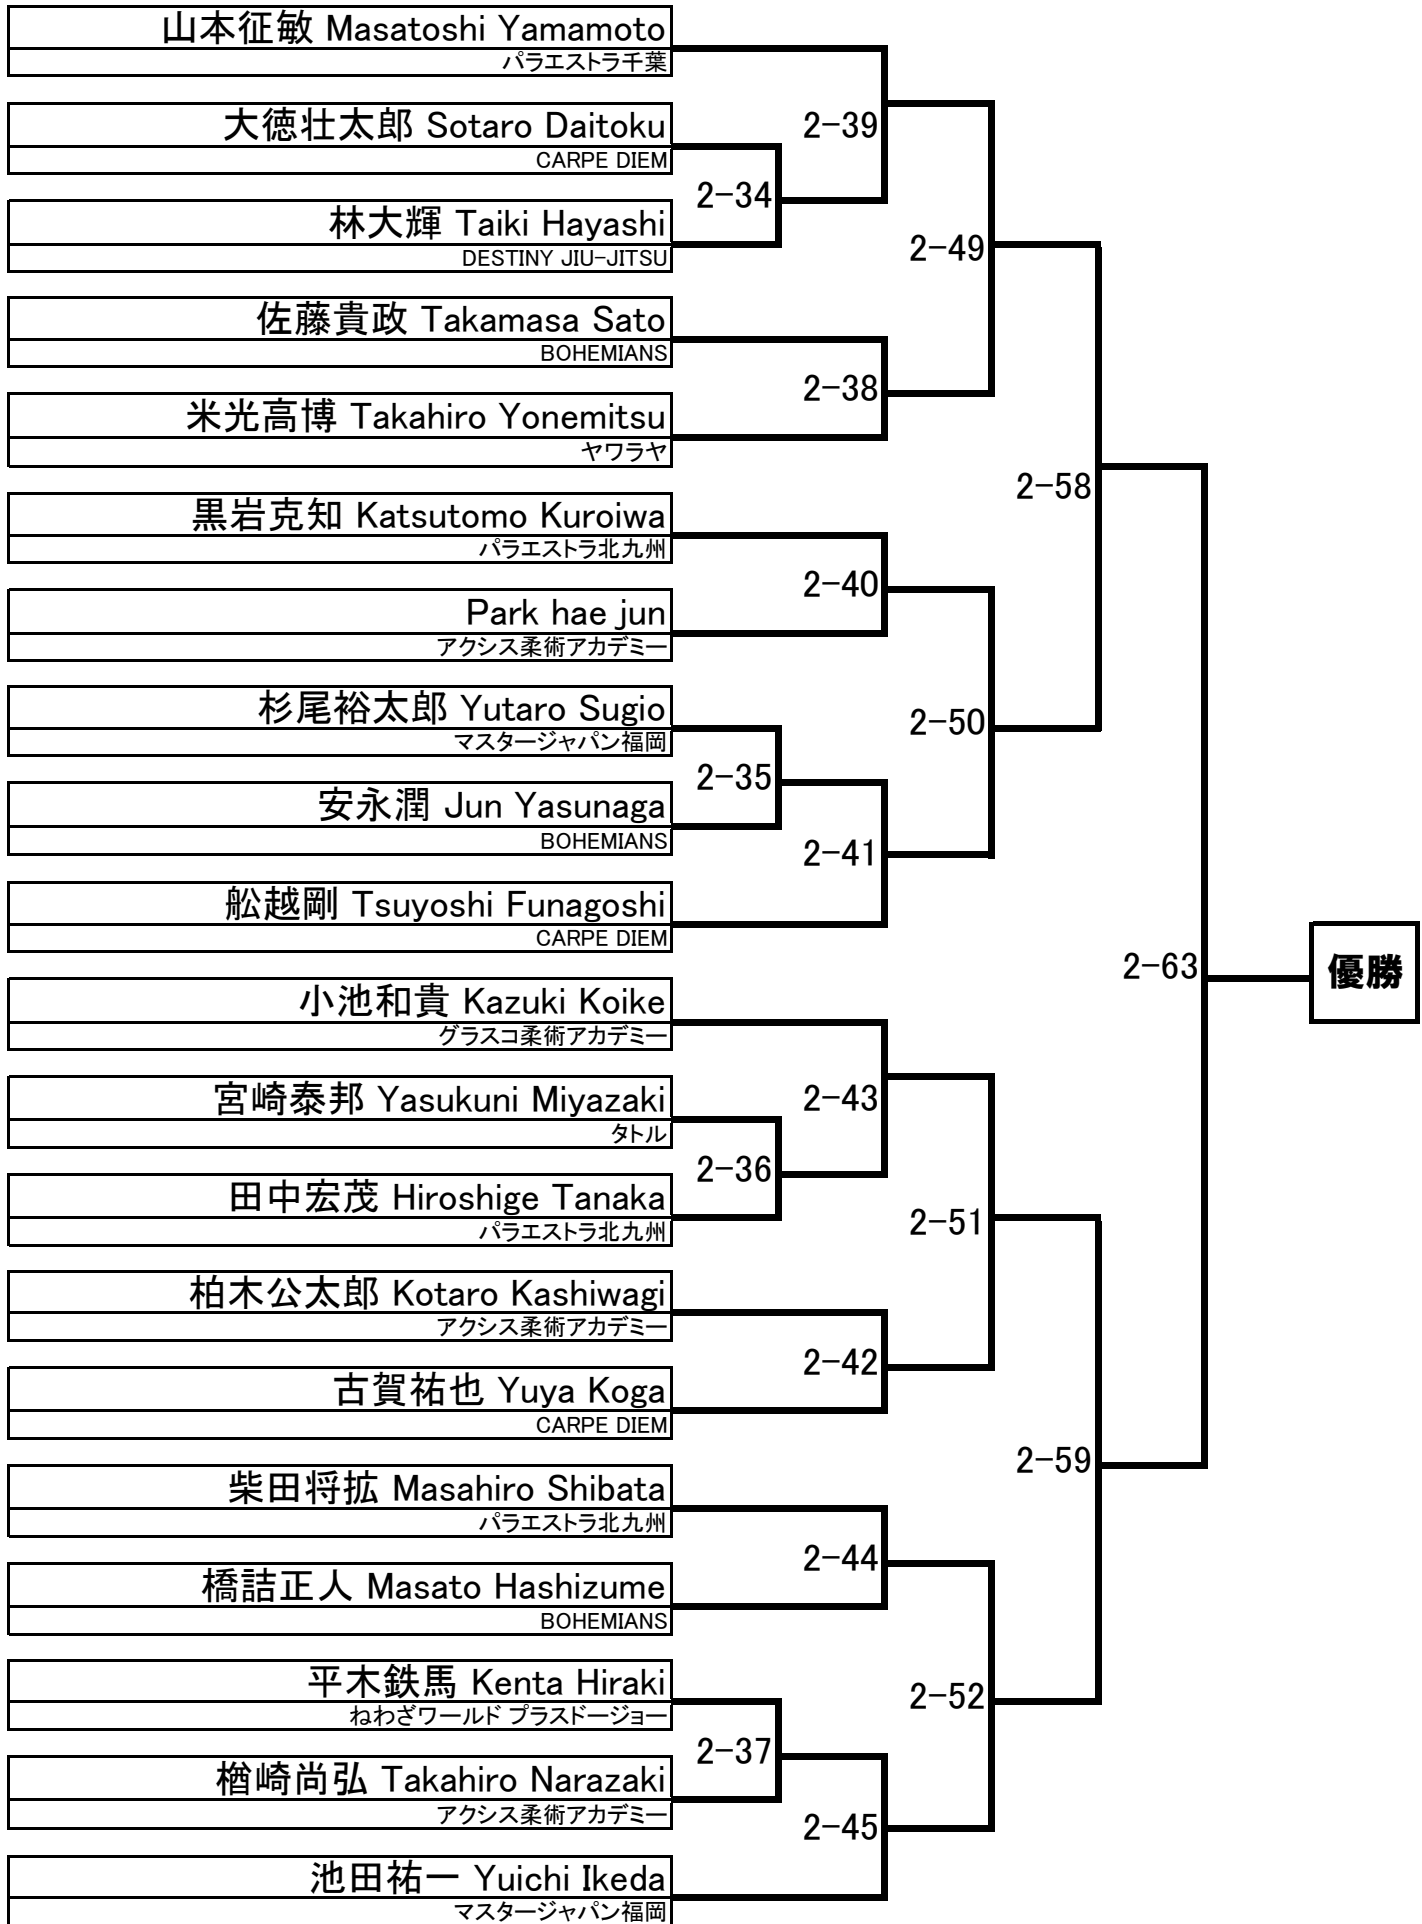 山本征敏 Masatoshi Yamamoto
パラエストラ千葉
2-39
大徳壮太郎 Sotaro Daitoku
CARPE DIEM
2-34
林大輝 Taiki Hayashi
DESTINY JIU-JITSU
2-49
佐藤貴政 Takamasa Sato
BOHEMIANS
2-38
米光高博 Takahiro Yonemitsu
ヤワラヤ
2-58
黒岩克知 Katsutomo Kuroiwa
パラエストラ北九州
2-40
Park hae jun
アクシス柔術アカデミー
杉尾裕太郎 Yutaro Sugio
マスタージャパン福岡
2-50
2-35
安永潤 Jun Yasunaga
BOHEMIANS
2-41
舩越剛 Tsuyoshi Funagoshi
CARPE DIEM
2-63
優勝
小池和貴 Kazuki Koike
グラスコ柔術アカデミー
2-43
宮崎泰邦 Yasukuni Miyazaki
タトル
2-36
田中宏茂 Hiroshige Tanaka
パラエストラ北九州
2-51
柏木公太郎 Kotaro Kashiwagi
アクシス柔術アカデミー
2-42
古賀祐也 Yuya Koga
CARPE DIEM
2-59
柴田将拡 Masahiro Shibata
パラエストラ北九州
2-44
橋詰正人 Masato Hashizume
BOHEMIANS
平木鉄馬 Kenta Hiraki
ねわざワールド プラスドージョー
2-52
2-37
楢崎尚弘 Takahiro Narazaki
アクシス柔術アカデミー
2-45
池田祐一 Yuichi Ikeda
マスタージャパン福岡